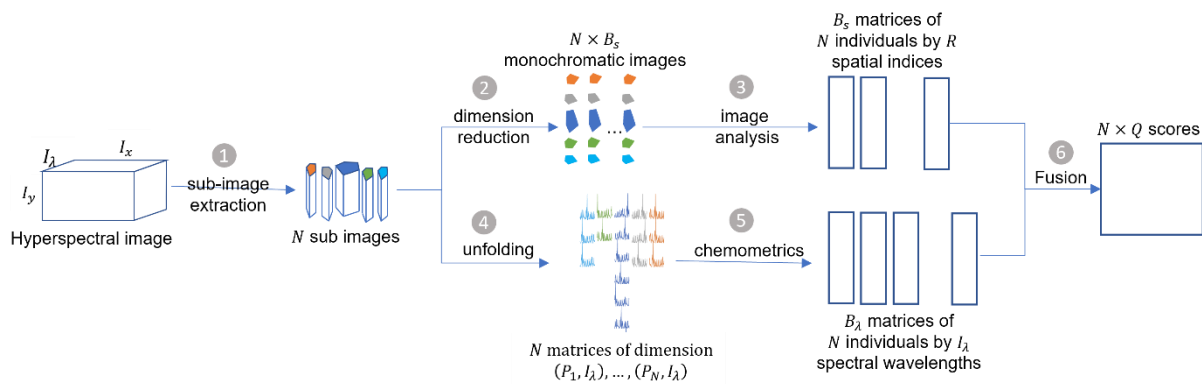 I_λ
I_x
I_y
Hyperspectral image
1
sub-image
extraction
N sub images
2
dimension
reduction
N × B_s
monochromatic images
...
3
image
analysis
B_s matrices of
N individuals by R
spatial indices
4
unfolding
N matrices of dimension
(P_1, I_λ), … , (P_N, I_λ)
5
chemometrics
B_λ matrices of
N individuals by I_λ
spectral wavelengths
6
Fusion
N × Q scores